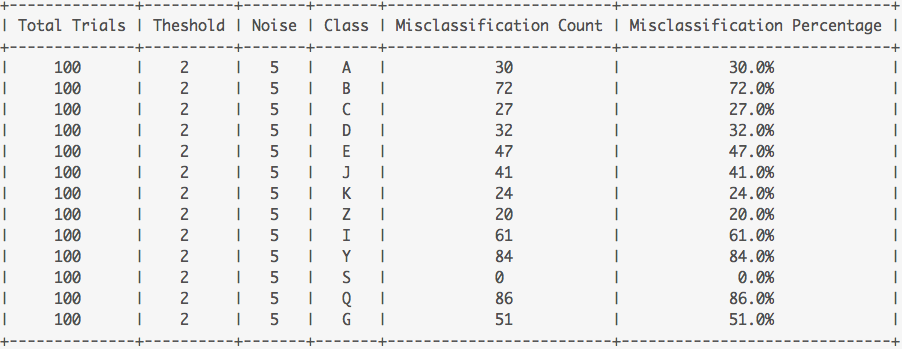 +---------------+----------+-------+-------+-------------------------+------------------------------+
| Total Trials | Theshold | Noise | Class | Misclassification Count | Misclassification Percentage |
+---------------+----------+-------+-------+-------------------------+------------------------------+
| 100 | 2 | 5 | A | 30 | 30.0% |
| 100 | 2 | 5 | B | 72 | 72.0% |
| 100 | 2 | 5 | C | 27 | 27.0% |
| 100 | 2 | 5 | D | 32 | 32.0% |
| 100 | 2 | 5 | E | 47 | 47.0% |
| 100 | 2 | 5 | J | 41 | 41.0% |
| 100 | 2 | 5 | K | 24 | 24.0% |
| 100 | 2 | 5 | Z | 20 | 20.0% |
| 100 | 2 | 5 | I | 61 | 61.0% |
| 100 | 2 | 5 | Y | 84 | 84.0% |
| 100 | 2 | 5 | S | 0 | 0.0% |
| 100 | 2 | 5 | Q | 86 | 86.0% |
| 100 | 2 | 5 | G | 51 | 51.0% |
+---------------+----------+-------+-------+-------------------------+------------------------------+